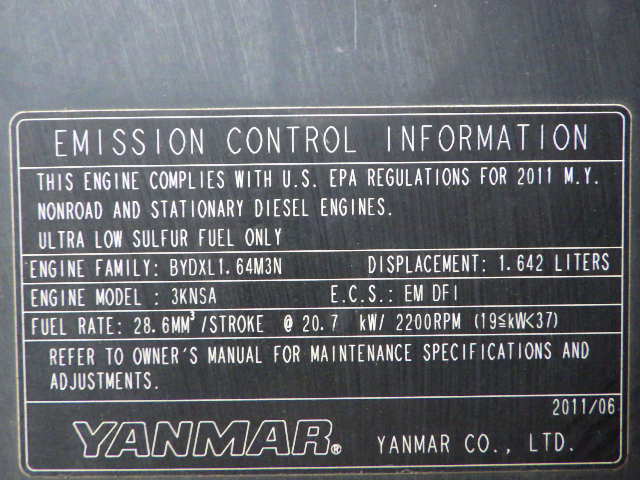 EMISSION CONTROL INFORMATION
THIS ENGINE COMPLIES WITH U.S. EPA REGULATIONS FOR 2011 M.Y.
NONROAD AND STATIONARY DIESEL ENGINES.
ULTRA LOW SULFUR FUEL ONLY
ENGINE FAMILY: BYDXL1.64M3N DISPLACEMENT: 1.642 LITERS
ENGINE MODEL : 3KNSA E.C.S.: EM DFI
FUEL RATE: 28.6MM³/STROKE @ 20.7 kW/ 2200RPM (19≦kW<37)
REFER TO OWNER'S MANUAL FOR MAINTENANCE SPECIFICATIONS AND
ADJUSTMENTS.
2011/06
YANMAR® YANMAR CO., LTD.